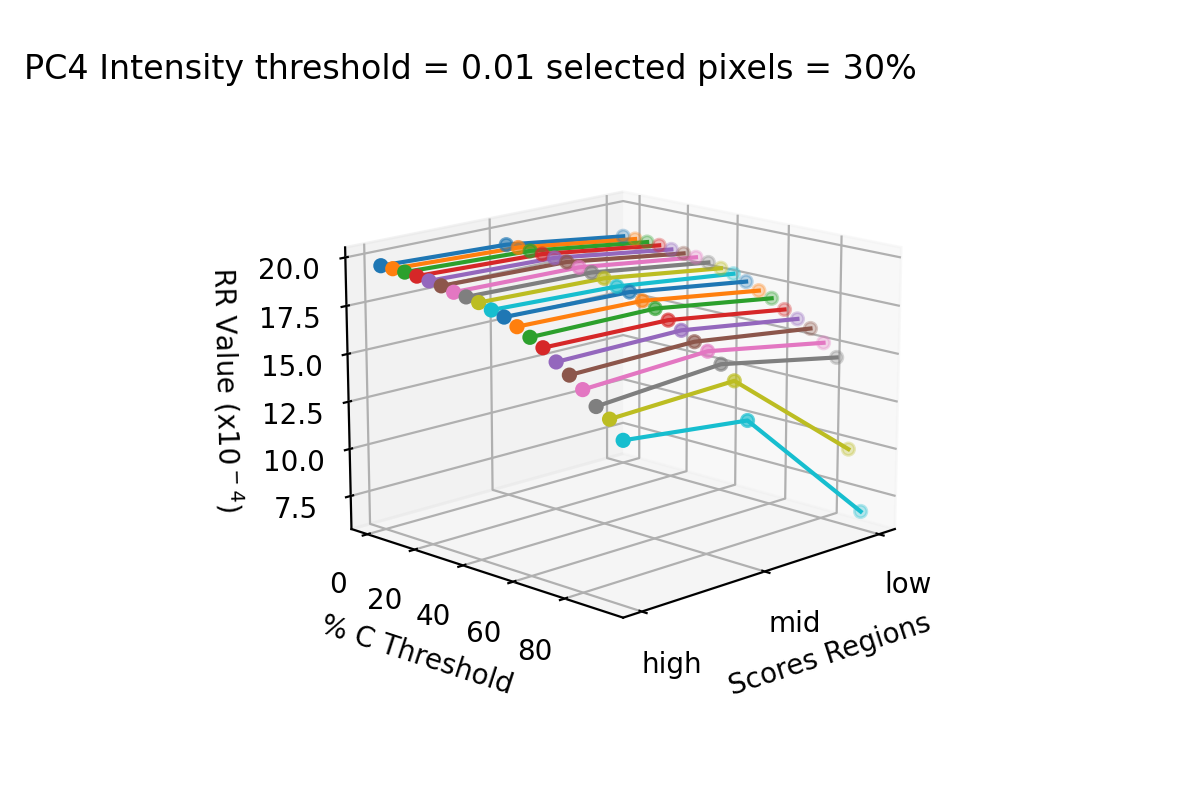 PC4 Intensity threshold = 0.01 selected pixels = 30%
20.0
17.5
15.0
12.5
10.0
7.5
RR Value (x10⁻⁴)
0
20
40
60
80
% C Threshold
high
mid
low
Scores Regions